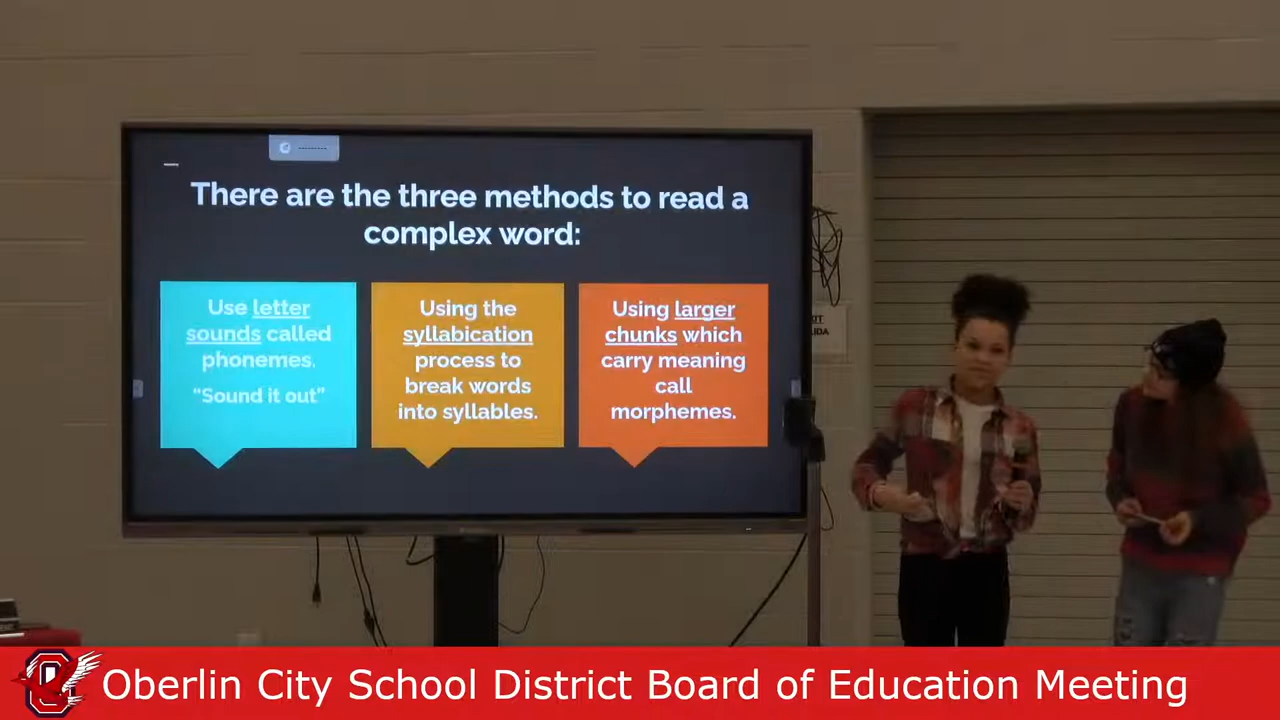 There are the three methods to read a
complex word:
Use letter
sounds called
phonemes.
"Sound it out"
Using the
syllabication
process to
break words
into syllables.
Using larger
chunks which
carry meaning
call
morphemes.
Oberlin City School District Board of Education Meeting